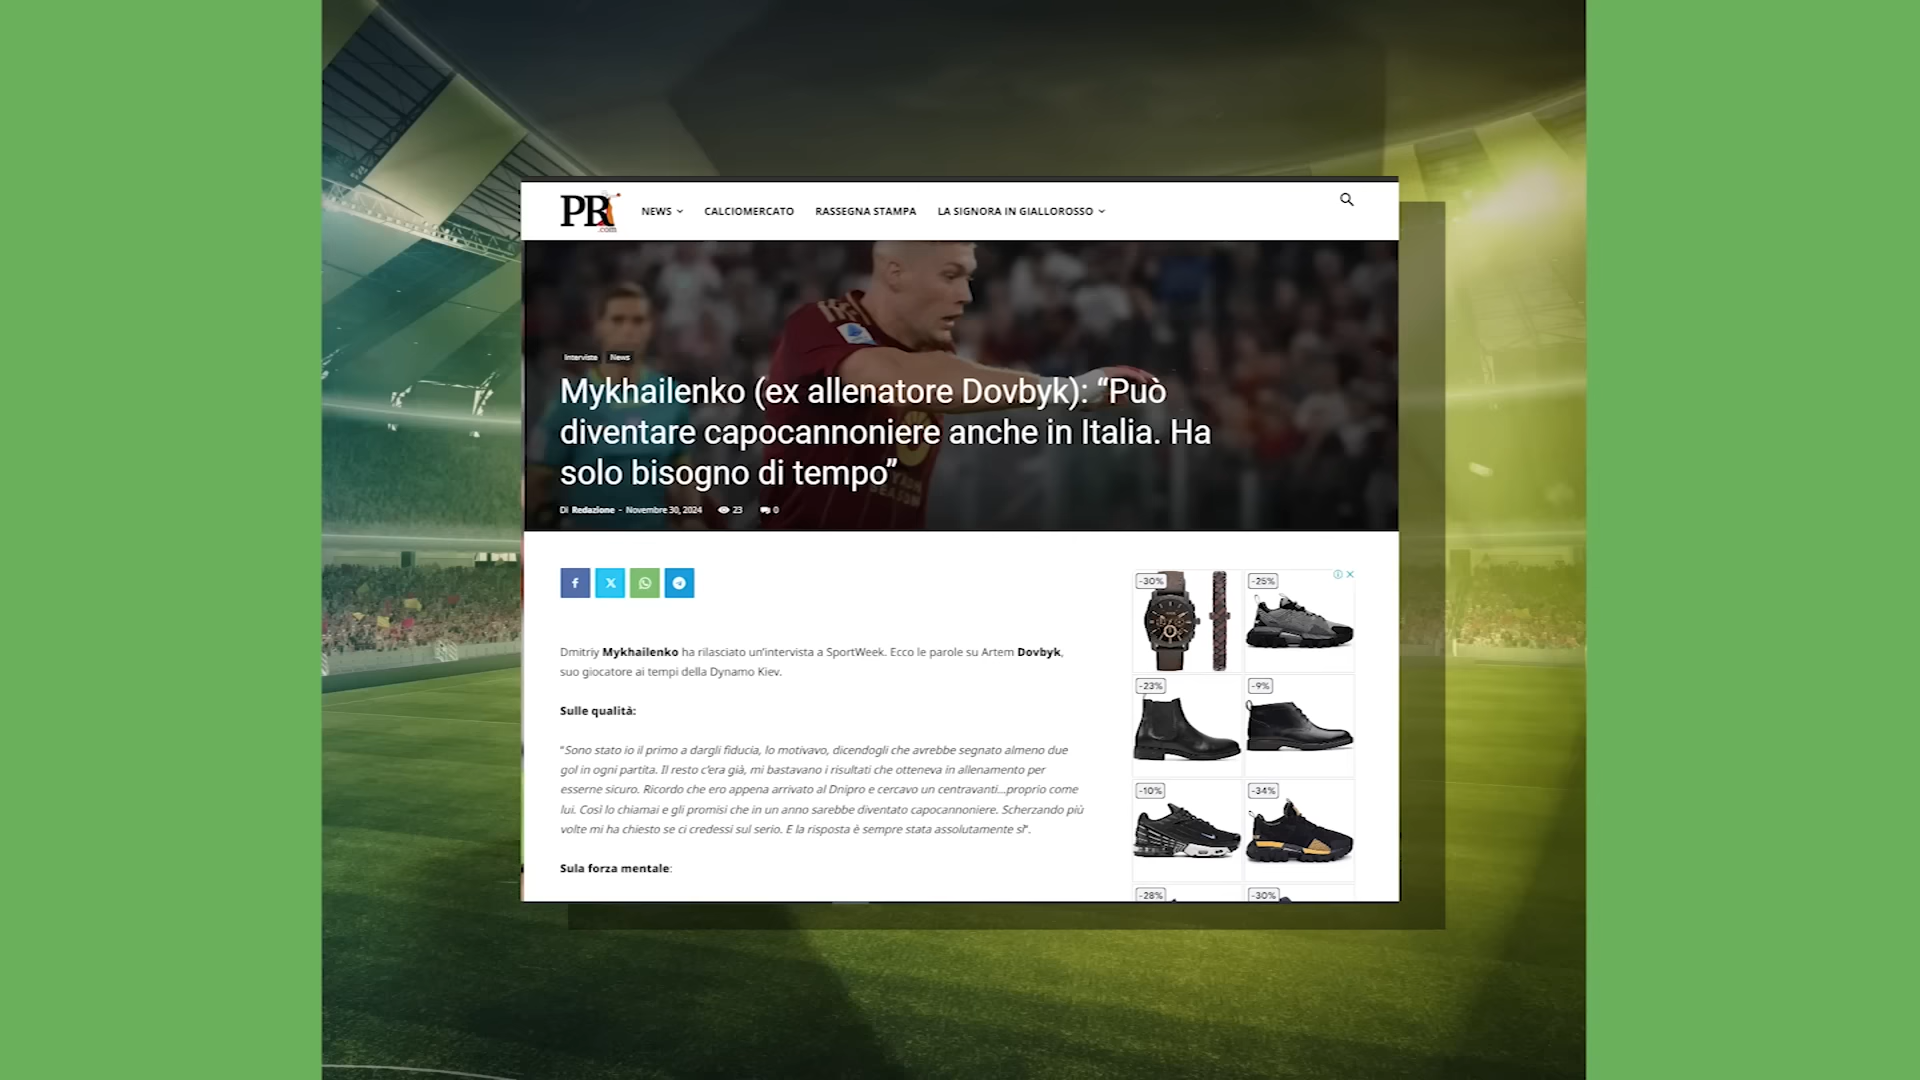 PR
.com
NEWS
CALCIOMERCATO
RASSEGNA STAMPA
LA SIGNORA IN GIALLOROSSO
Interviste News
Mykhailenko (ex allenatore Dovbyk): “Può
diventare capocannoniere anche in Italia. Ha
solo bisogno di tempo”
Di Redazione - Novembre 30, 2024 23 0
Dmitriy Mykhailenko ha rilasciato un’intervista a SportWeek. Ecco le parole su Artem Dovbyk,
suo giocatore ai tempi della Dynamo Kiev.
Sulle qualità:
“Sono stato io il primo a dargli fiducia, lo motivavo, dicendogli che avrebbe segnato almeno due
gol in ogni partita. Il resto c’era già, mi bastavano i risultati che otteneva in allenamento per
esserne sicuro. Ricordo che ero appena arrivato al Dnipro e cercavo un centravanti…proprio come
lui. Così lo chiamai e gli promisi che in un anno sarebbe diventato capocannoniere. Scherzando più
volte mi ha chiesto se ci credessi sul serio. E la risposta è sempre stata assolutamente sì”.
Sula forza mentale:
-30%
-25%
-23%
-9%
-10%
-34%
-28%
-30%